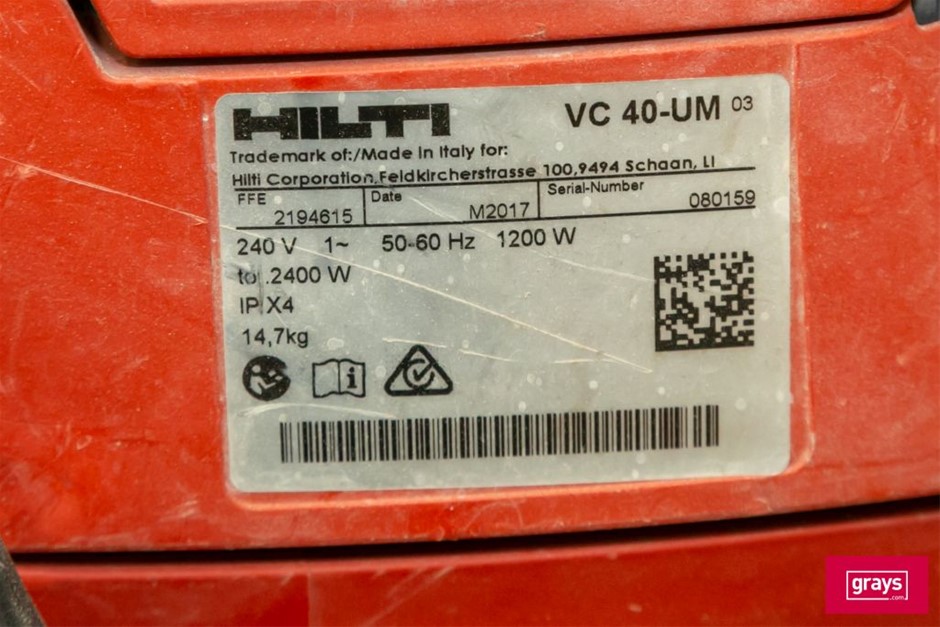 HILTI
VC 40-UM 03
Trademark of:/Made in Italy for:
Hilti Corporation,Feldkircherstrasse 100,9494 Schaan, LI
FFE 2194615 Date M2017 Serial-Number 080159
240 V 1~ 50-60 Hz 1200 W
to .2400 W
IP X4
14,7kg
grays
.com